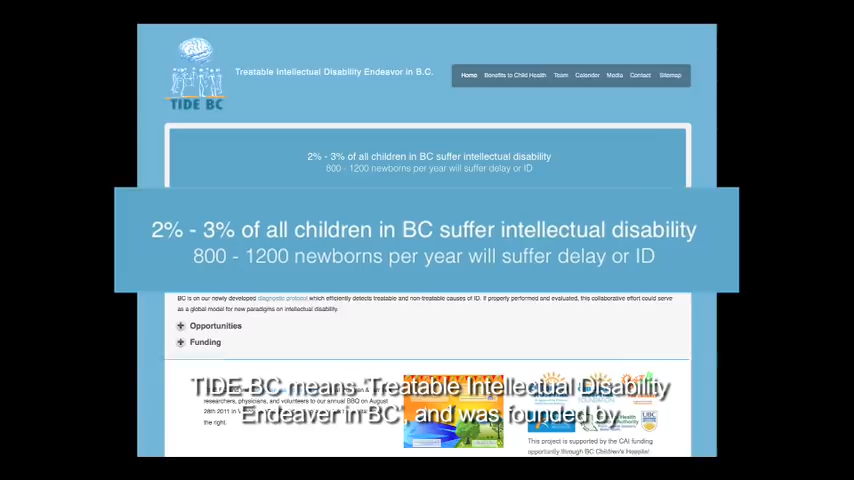 TIDE BC
Treatable Intellectual Disability Endeavor in B.C.
Home Benefits to Child Health Team Calender Media Contact Sitemap
2% - 3% of all children in BC suffer intellectual disability
800 - 1200 newborns per year will suffer delay or ID
2% - 3% of all children in BC suffer intellectual disability
800 - 1200 newborns per year will suffer delay or ID
BC is on our newly developed diagnostic protocol which efficiently detects treatable and non-treatable causes of ID. If properly performed and evaluated, this collaborative effort could serve
as a global model for new paradigms on intellectual disability.
Opportunities
Funding
researchers, physicians, and volunteers to our annual BBQ on August
28th 2011 in
the right.
TIDE-BC means 'Treatable Intellectual Disability
Endeaver in BC', and was founded by
UBC
This project is supported by the CAI funding
opportunity through BC Children's Hospital